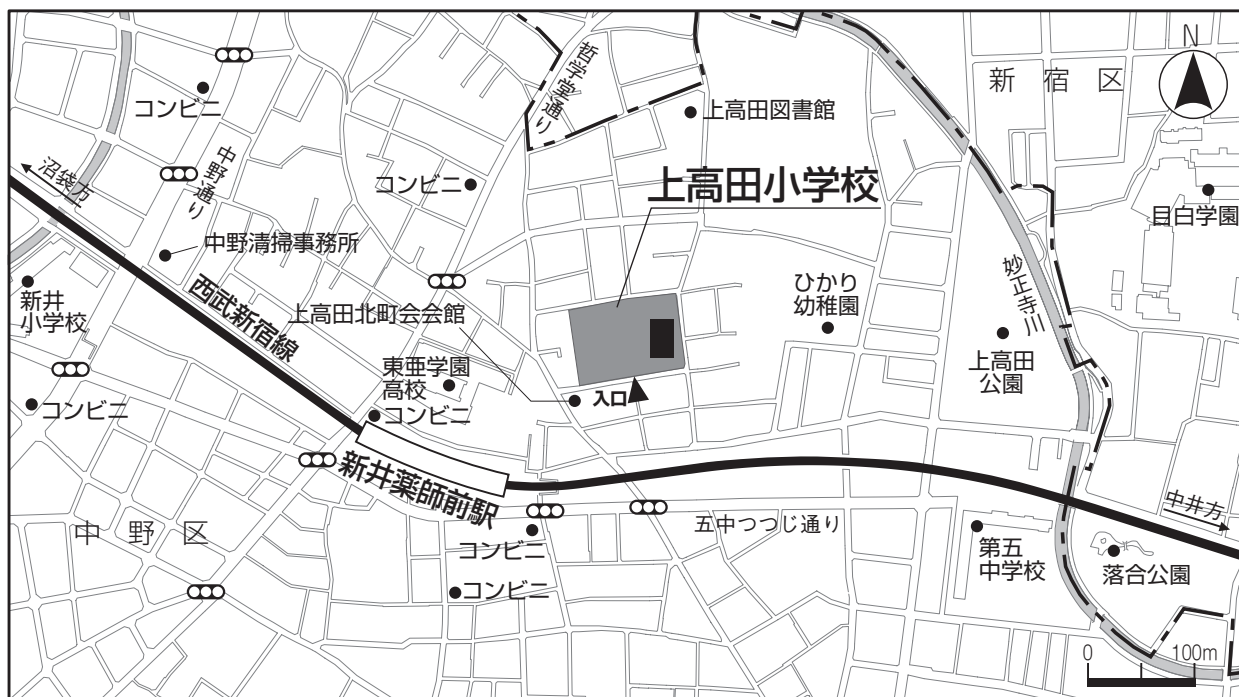 N
新宿区
コンビニ
哲学堂通り
上高田図書館
中野通り
沼袋方
コンビニ
上高田小学校
目白学園
中野清掃事務所
妙正寺川
ひかり
幼稚園
新井
小学校
西武新宿線
上高田北町会会館
上高田
公園
東亜学園
高校
入口
コンビニ
コンビニ
新井薬師前駅
中井方
五中つつじ通り
中野区
コンビニ
第五
中学校
落合公園
コンビニ
0
100m